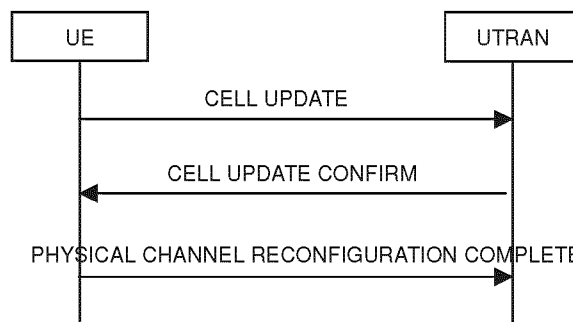 UE
UTRAN
CELL UPDATE
CELL UPDATE CONFIRM
PHYSICAL CHANNEL RECONFIGURATION COMPLETE